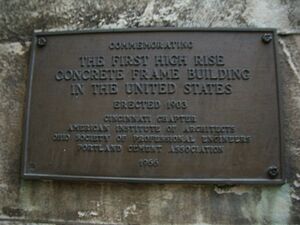 COMMEMORATING
THE FIRST HIGH RISE
CONCRETE FRAME BUILDING
IN THE UNITED STATES
ERECTED 1903
CINCINNATI CHAPTER
AMERICAN INSTITUTE OF ARCHITECTS
OHIO SOCIETY OF PROFESSIONAL ENGINEERS
PORTLAND CEMENT ASSOCIATION
1966